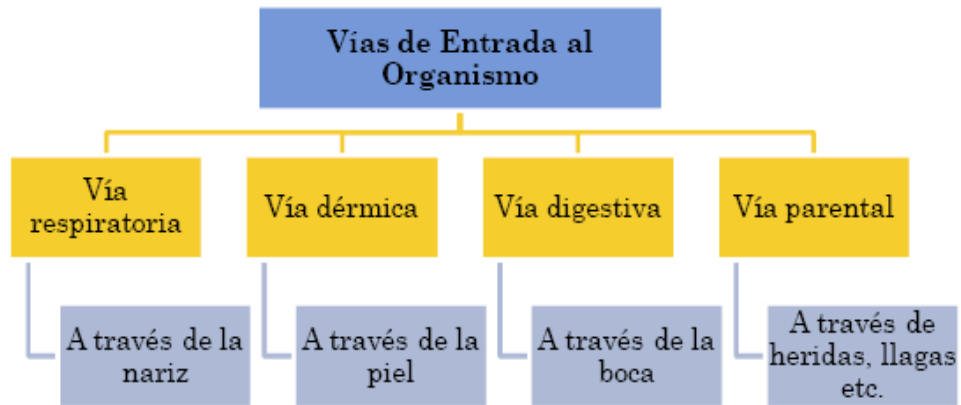 Vías de Entrada al
Organismo
Vía
respiratoria
Vía dérmica
Vía digestiva
Vía parental
A través de la
nariz
A través de la
piel
A través de la
boca
A través de
heridas, llagas
etc.